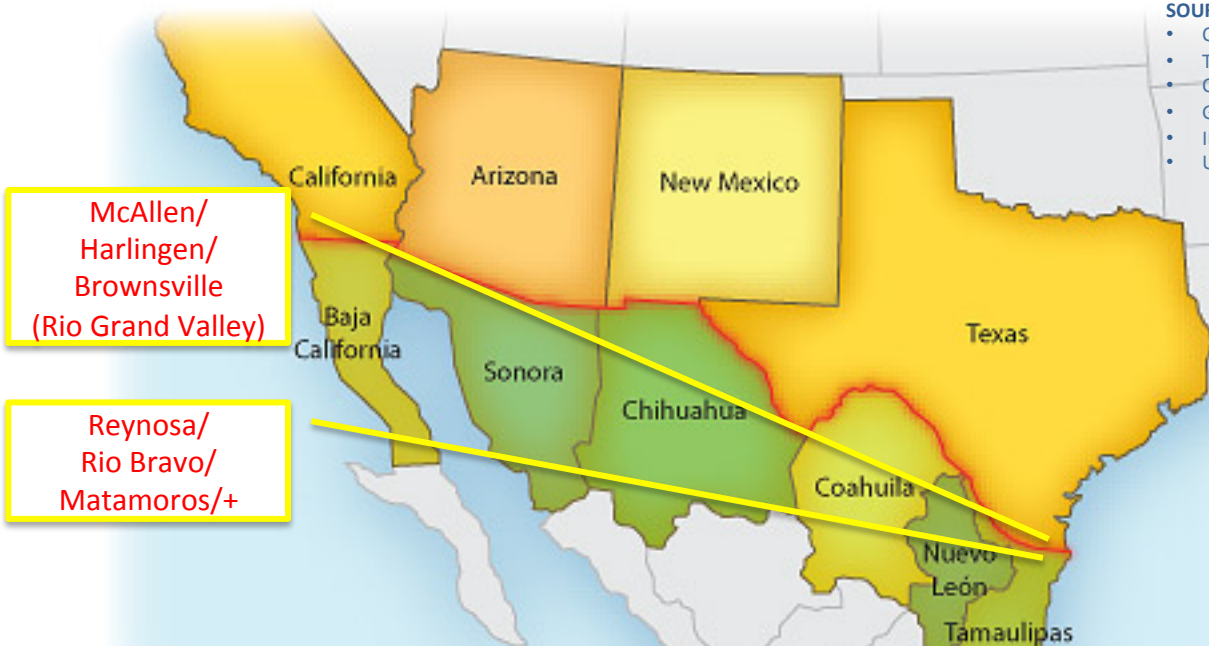 California
Arizona
New Mexico
Texas
McAllen/
Harlingen/
Brownsville
(Rio Grand Valley)
Baja
California
Sonora
Chihuahua
Coahuila
Reynosa/
Rio Bravo/
Matamoros/+
Nuevo
León
Tamaulipas